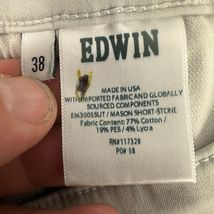 38
EDWIN
MADE IN USA
WITH IMPORTED FABRIC AND GLOBALLY
SOURCED COMPONENTS
EM300SSLIT / MASON SHORT-STONE
Fabric Content: 77% Cotton /
19% PES / 4% Lycra
RN#117328
PO# 58